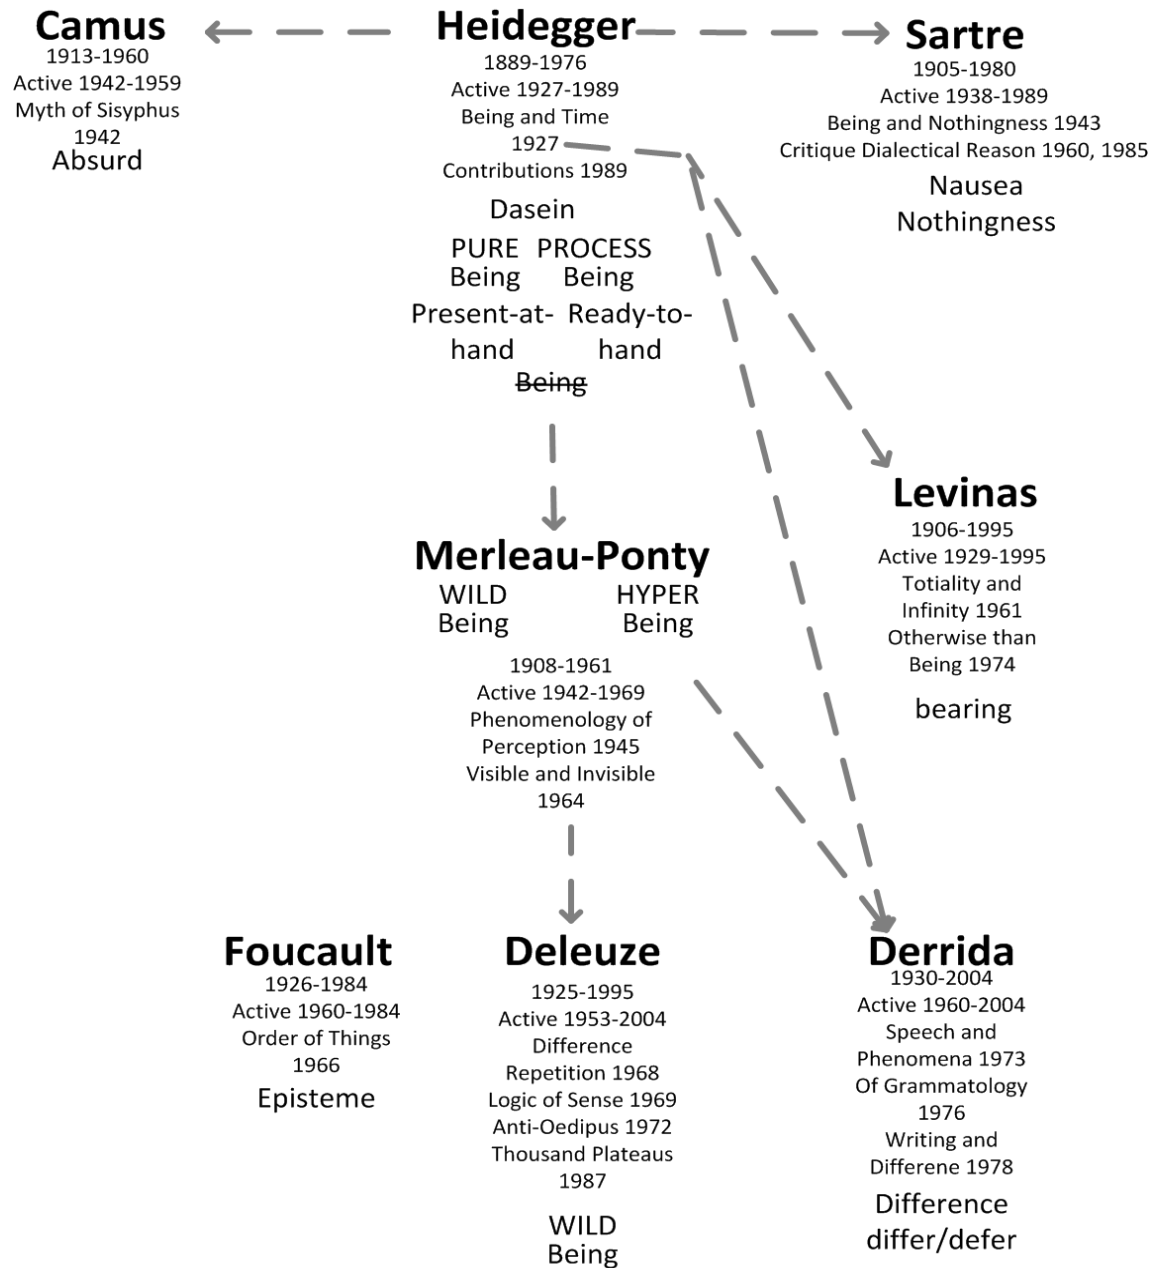 Camus
1913-1960
Active 1942-1959
Myth of Sisyphus
1942
Absurd
Heidegger
1889-1976
Active 1927-1989
Being and Time
1927
Contributions 1989
Dasein
PURE PROCESS
Being Being
Present-at- Ready-to-
hand hand
Being
Sartre
1905-1980
Active 1938-1989
Being and Nothingness 1943
Critique Dialectical Reason 1960, 1985
Nausea
Nothingness
Levinas
1906-1995
Active 1929-1995
Totiality and
Infinity 1961
Otherwise than
Being 1974
bearing
Merleau-Ponty
WILD HYPER
Being Being
1908-1961
Active 1942-1969
Phenomenology of
Perception 1945
Visible and Invisible
1964
Foucault
1926-1984
Active 1960-1984
Order of Things
1966
Episteme
Deleuze
1925-1995
Active 1953-2004
Difference
Repetition 1968
Logic of Sense 1969
Anti-Oedipus 1972
Thousand Plateaus
1987
WILD
Being
Derrida
1930-2004
Active 1960-2004
Speech and
Phenomena 1973
Of Grammatology
1976
Writing and
Differene 1978
Difference
differ/defer